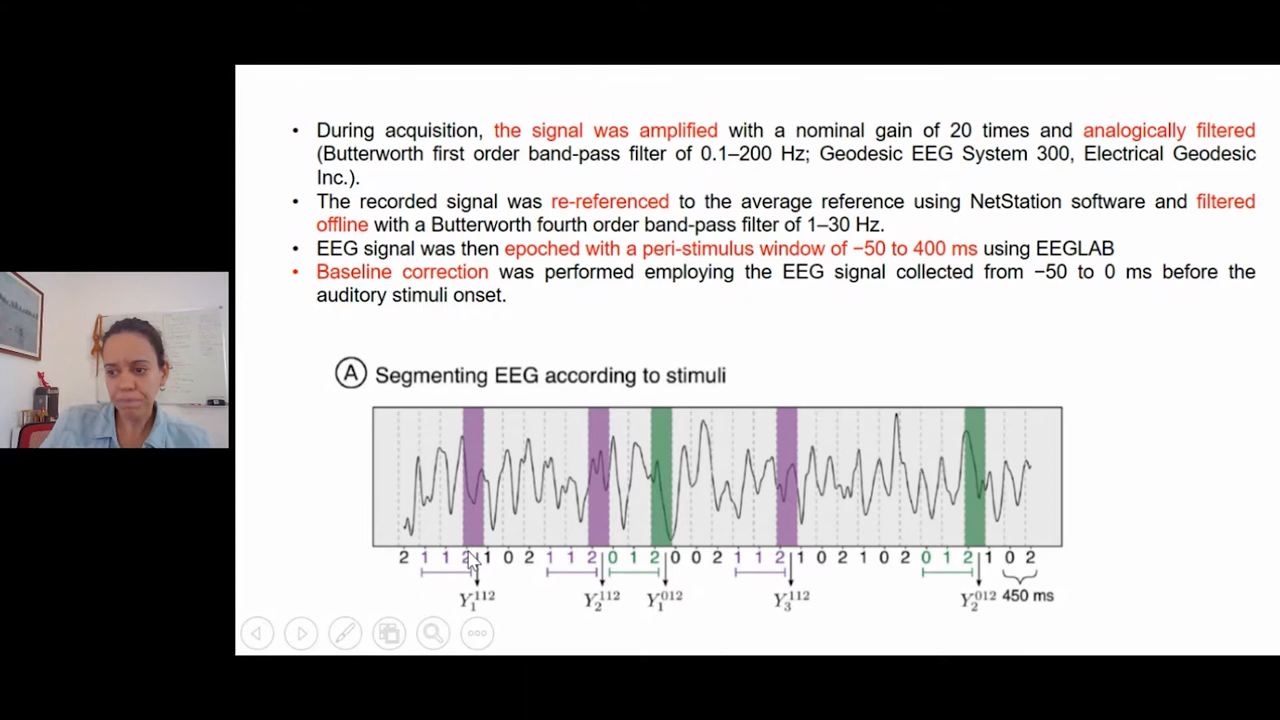 • During acquisition, the signal was amplified with a nominal gain of 20 times and analogically filtered
(Butterworth first order band-pass filter of 0.1–200 Hz; Geodesic EEG System 300, Electrical Geodesic
Inc.).
• The recorded signal was re-referenced to the average reference using NetStation software and filtered
offline with a Butterworth fourth order band-pass filter of 1–30 Hz.
• EEG signal was then epoched with a peri-stimulus window of −50 to 400 ms using EEGLAB
• Baseline correction was performed employing the EEG signal collected from −50 to 0 ms before the
auditory stimuli onset.
A Segmenting EEG according to stimuli
2 1 1 2 1 0 2 1 1 2 0 1 2 0 0 2 1 1 2 1 0 2 1 0 2 0 1 2 1 0 2
Y₁¹¹² Y₂¹¹² Y₁⁰¹² Y₃¹¹² Y₂⁰¹² 450 ms